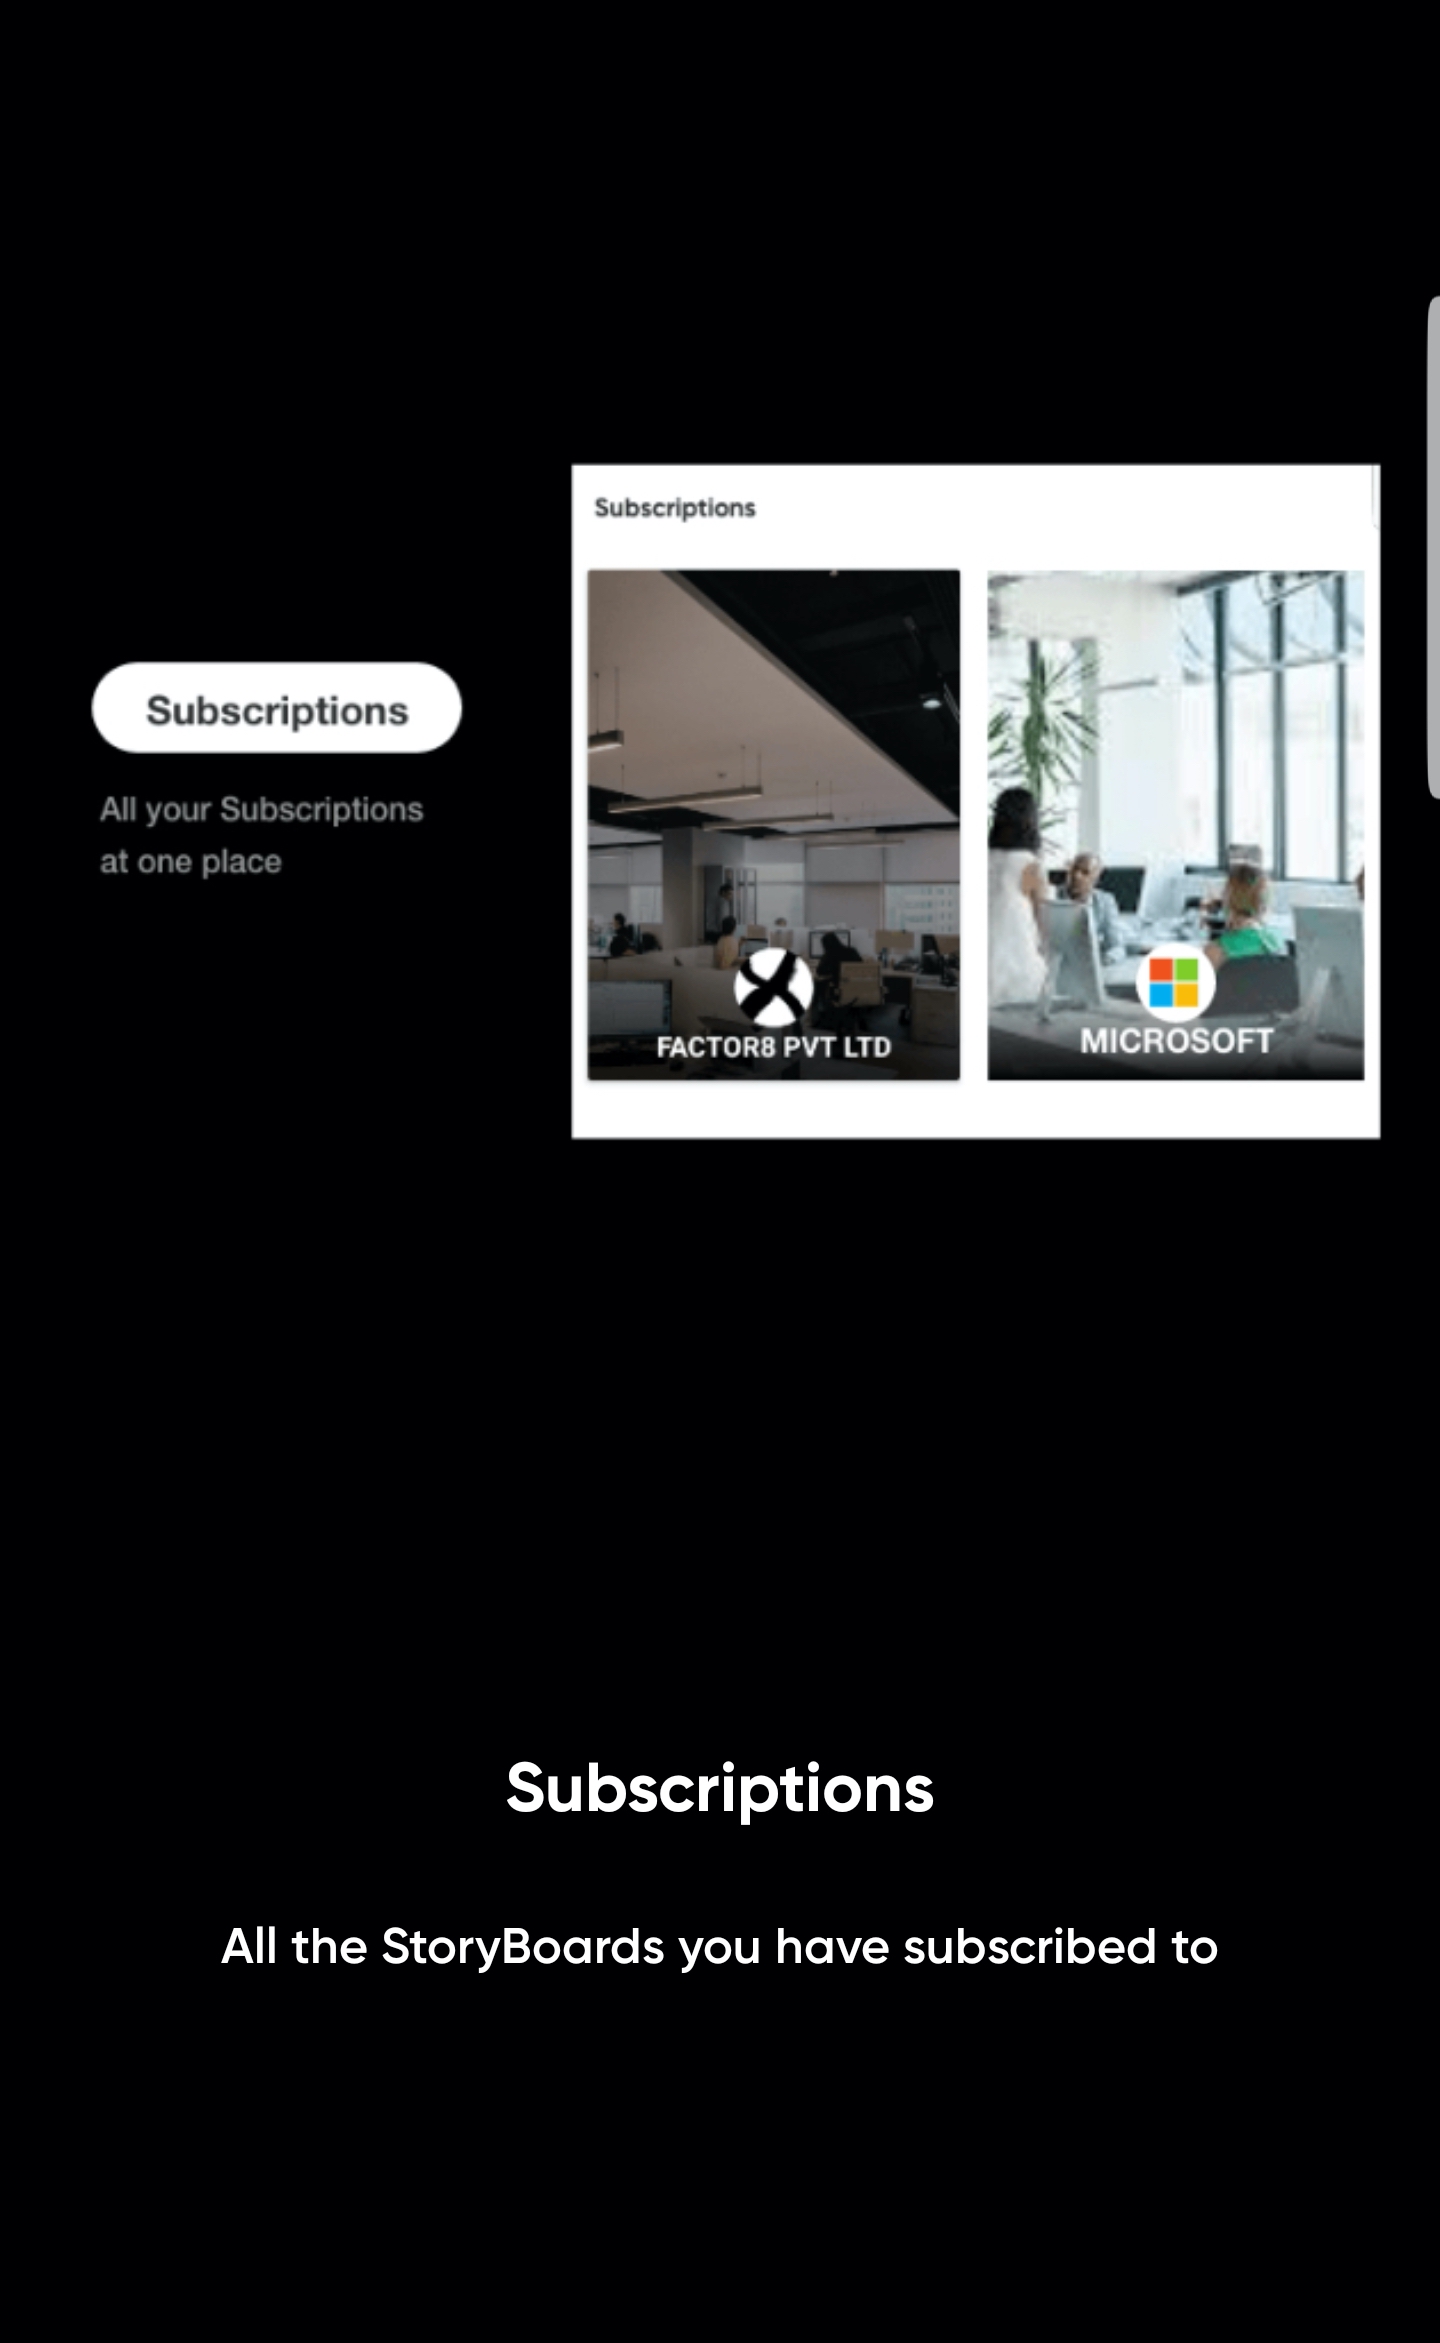 Subscriptions
All your Subscriptions
at one place
Subscriptions
FACTOR8 PVT LTD
MICROSOFT
Subscriptions
All the StoryBoards you have subscribed to